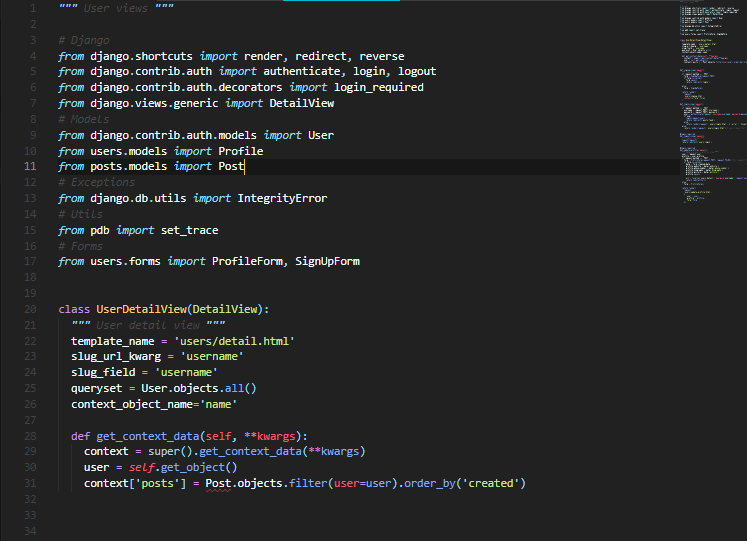 1 """ User views """
2
3 # Django
4 from django.shortcuts import render, redirect, reverse
5 from django.contrib.auth import authenticate, login, logout
6 from django.contrib.auth.decorators import login_required
7 from django.views.generic import DetailView
8 # Models
9 from django.contrib.auth.models import User
10 from users.models import Profile
11 from posts.models import Post
12 # Exceptions
13 from django.db.utils import IntegrityError
14 # Utils
15 from pdb import set_trace
16 # Forms
17 from users.forms import ProfileForm, SignUpForm
18
19
20 class UserDetailView(DetailView):
21 """ User detail view """
22 template_name = 'users/detail.html'
23 slug_url_kwarg = 'username'
24 slug_field = 'username'
25 queryset = User.objects.all()
26 context_object_name='name'
27
28 def get_context_data(self, **kwargs):
29 context = super().get_context_data(**kwargs)
30 user = self.get_object()
31 context['posts'] = Post.objects.filter(user=user).order_by('created')
32
33
34